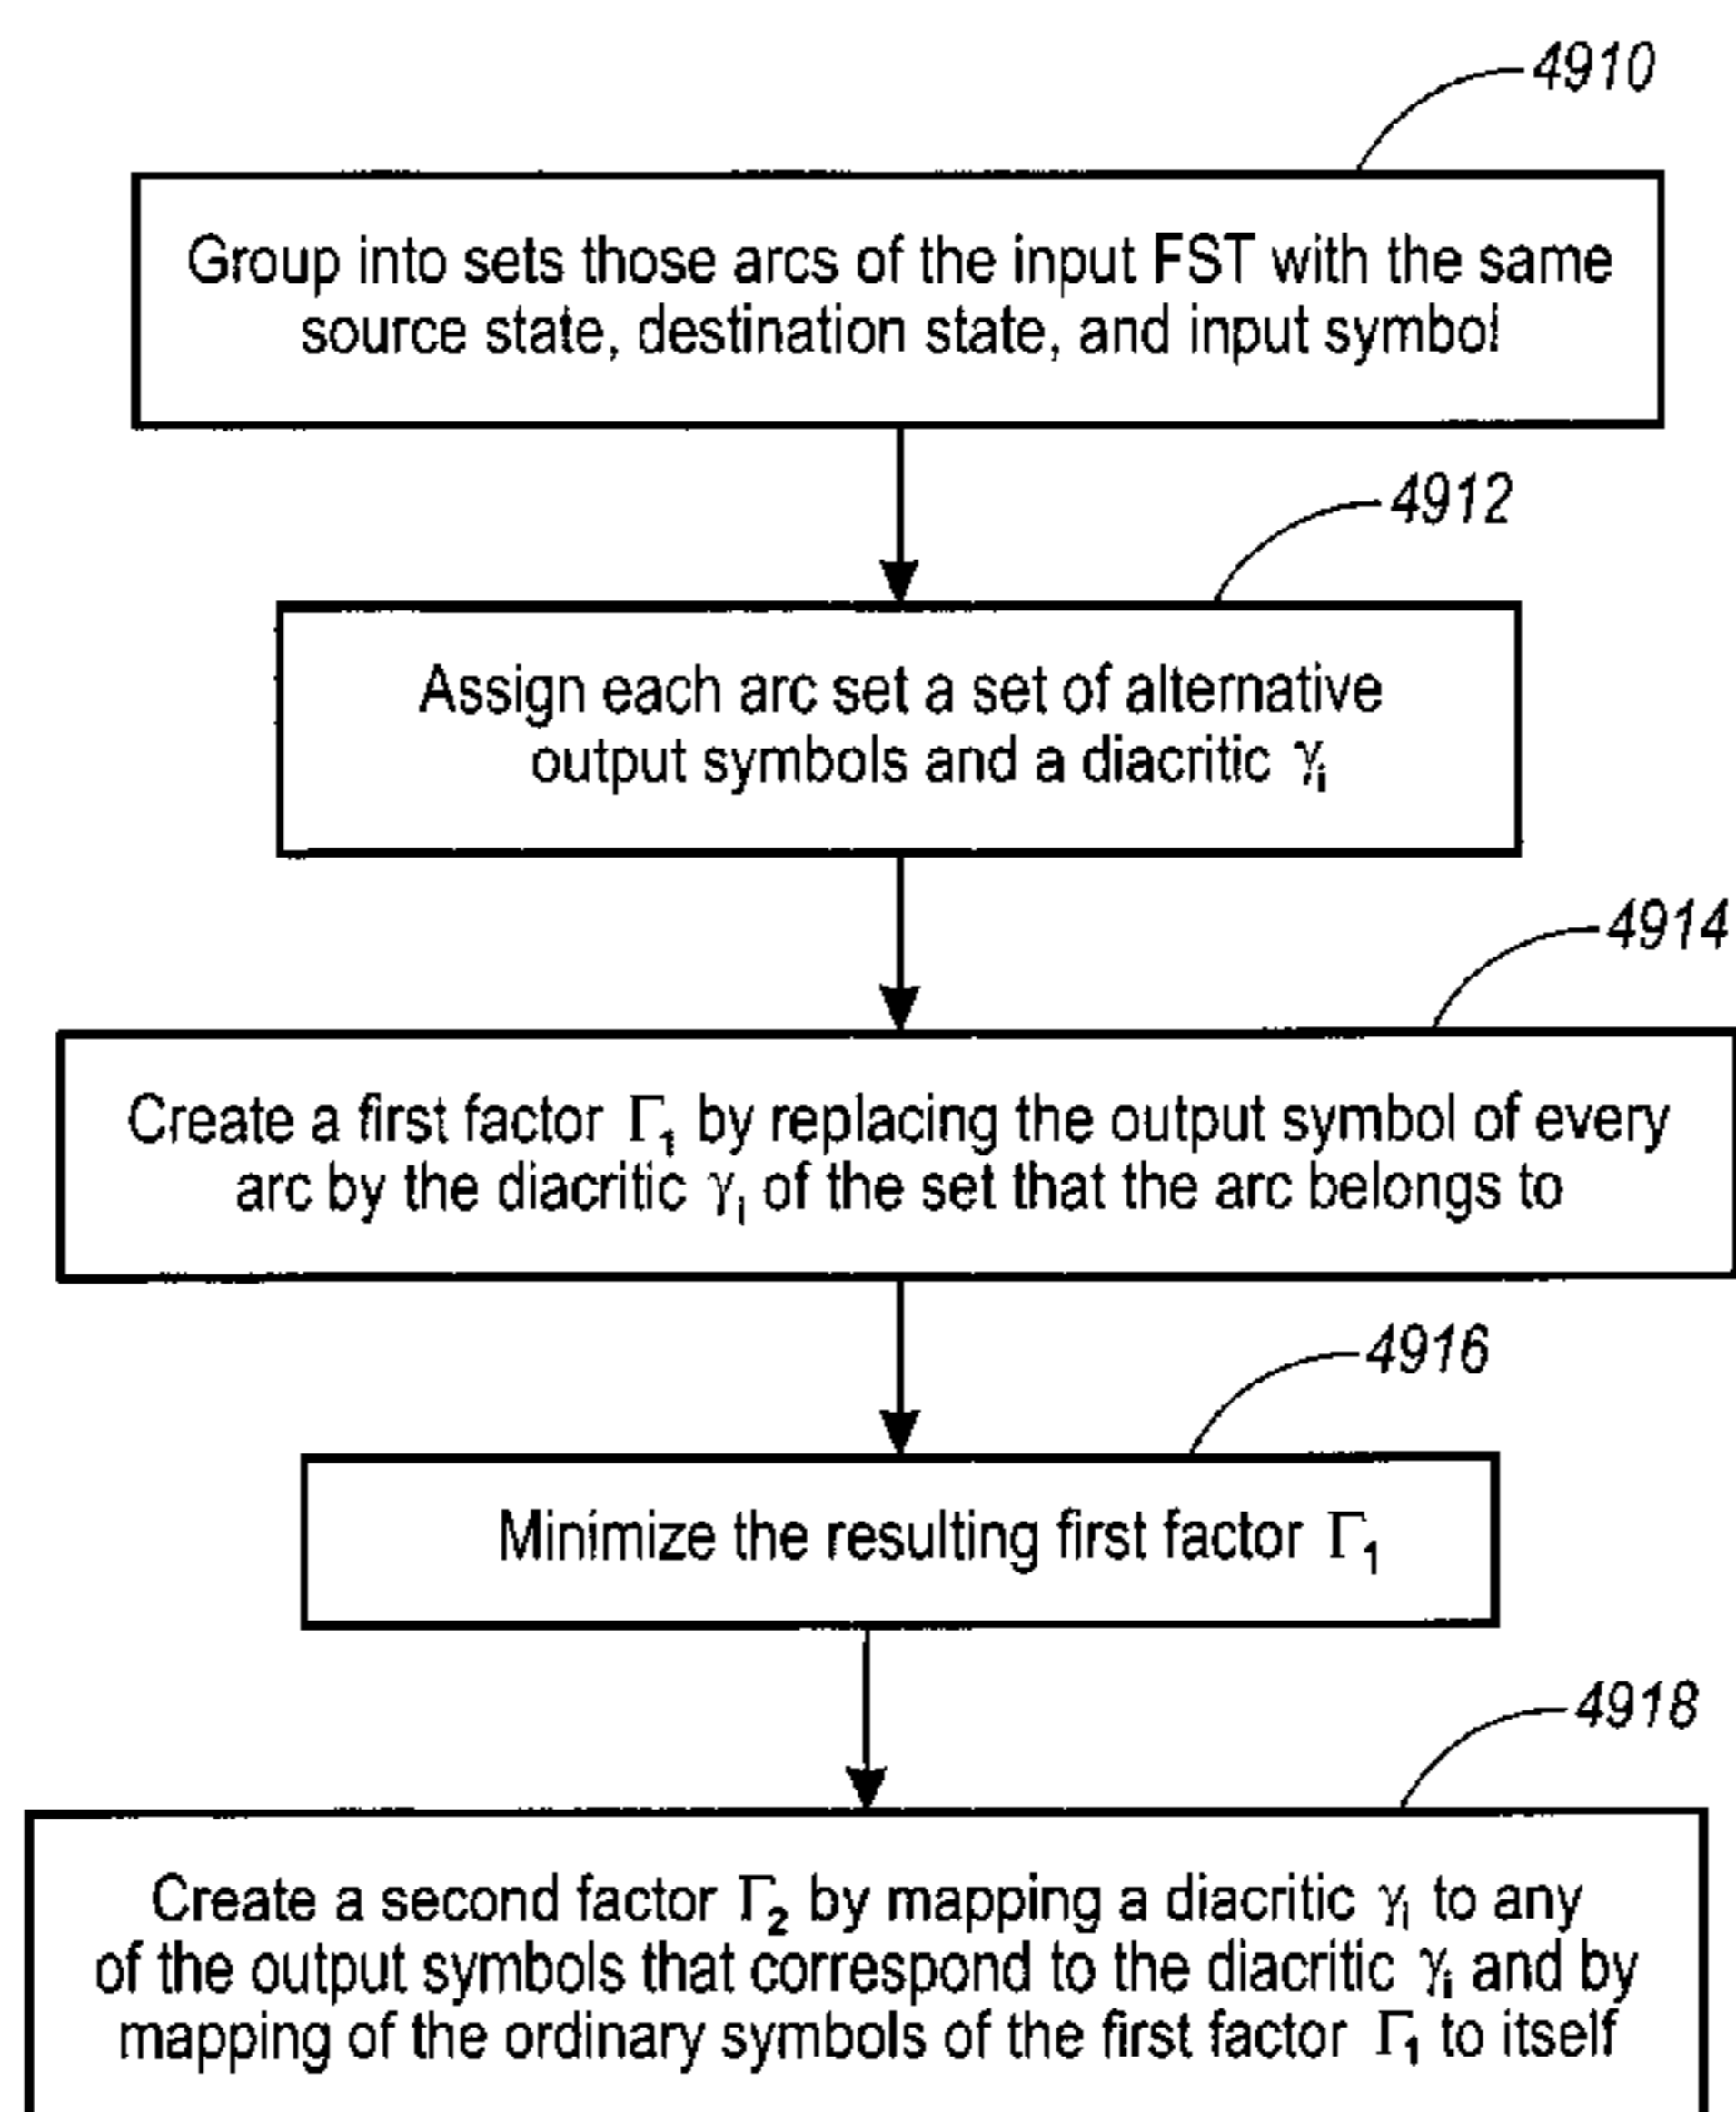 4910
Group into sets those arcs of the input FST with the same
source state, destination state, and input symbol
4912
Assign each arc set a set of alternative
output symbols and a diacritic γi
4914
Create a first factor Γ1 by replacing the output symbol of every
arc by the diacritic γi of the set that the arc belongs to
4916
Minimize the resulting first factor Γ1
4918
Create a second factor Γ2 by mapping a diacritic γi to any
of the output symbols that correspond to the diacritic γi and by
mapping of the ordinary symbols of the first factor Γ1 to itself